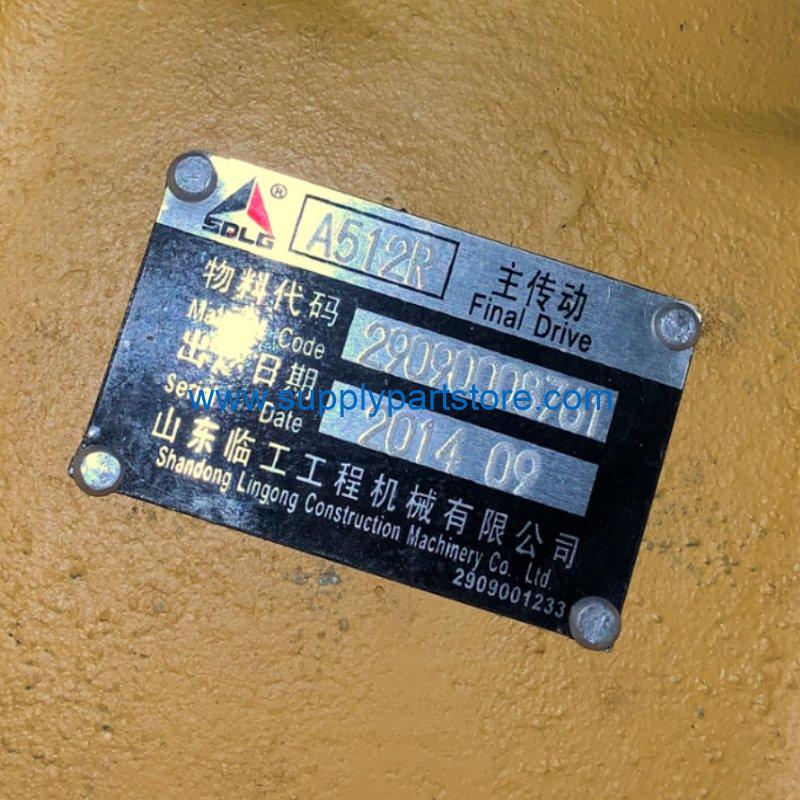 SDLG ® A512R 主传动
Final Drive
物料代码
Code
出 日期 2014 09
Date
山东临工工程机械有限公司
Shandong Lingong Construction Machinery Co., Ltd.
2909001233
www.supplypartstore.com